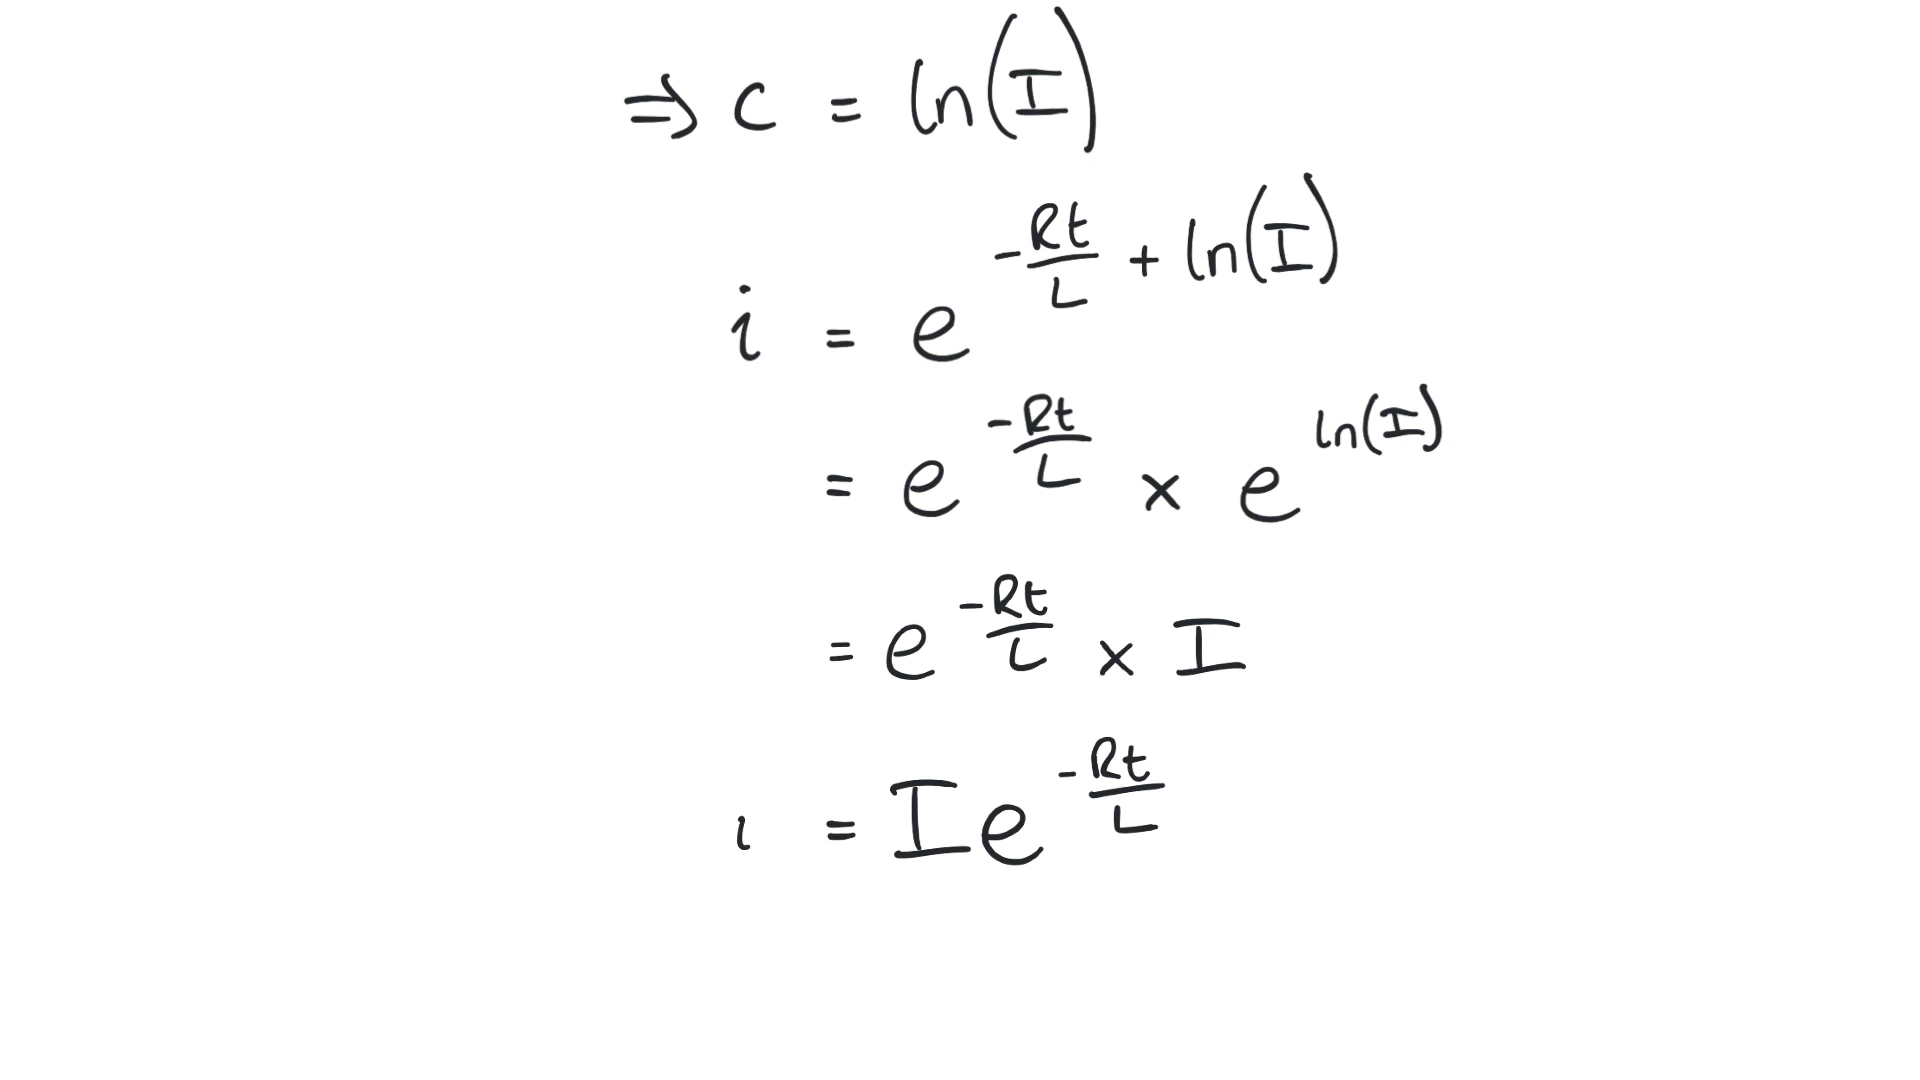 ⇒ c = ln(I)
i = e^(-Rt/L + ln(I))
= e^(-Rt/L) × e^(ln(I))
= e^(-Rt/L) × I
ı = Ie^(-Rt/L)